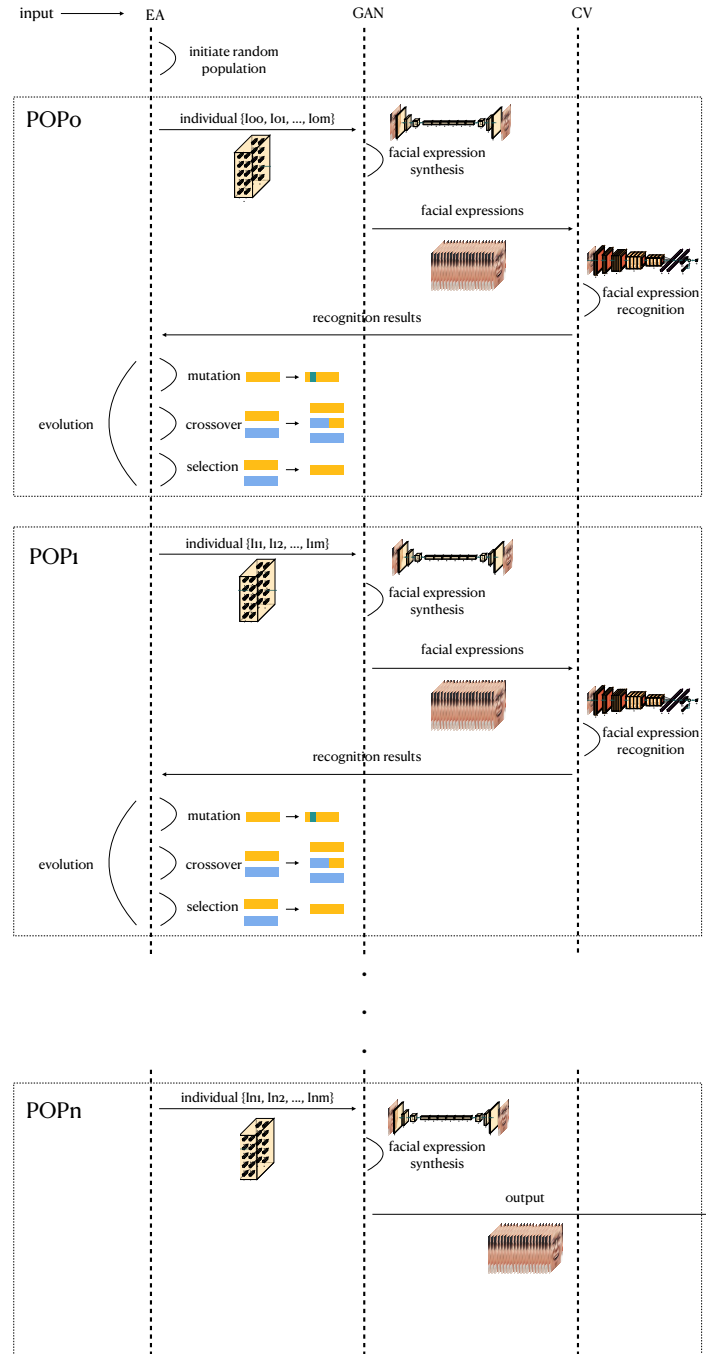 input EA GAN CV
initiate random
population
POP0
individual {I00, I01, ..., I0m}
facial expression
synthesis
facial expressions
facial expression
recognition
recognition results
evolution
mutation
crossover
selection
POP1
individual {I11, I12, ..., I1m}
facial expression
synthesis
facial expressions
facial expression
recognition
recognition results
evolution
mutation
crossover
selection
POPn
individual {In1, In2, ..., Inm}
facial expression
synthesis
output